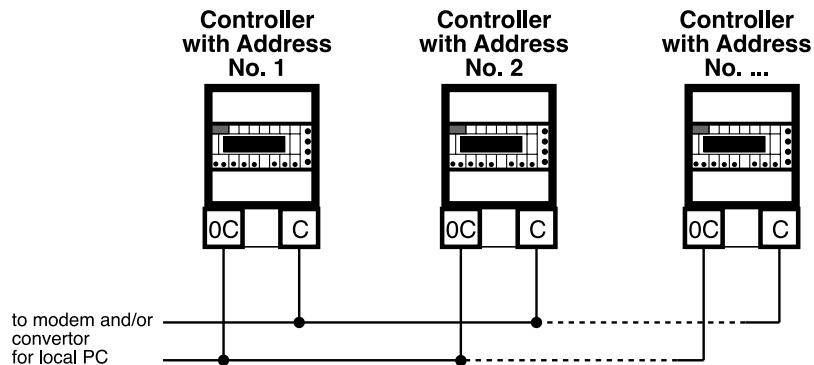 Controller
with Address
No. 1
Controller
with Address
No. 2
Controller
with Address
No. ...
0C
C
0C
C
0C
C
to modem and/or
convertor
for local PC